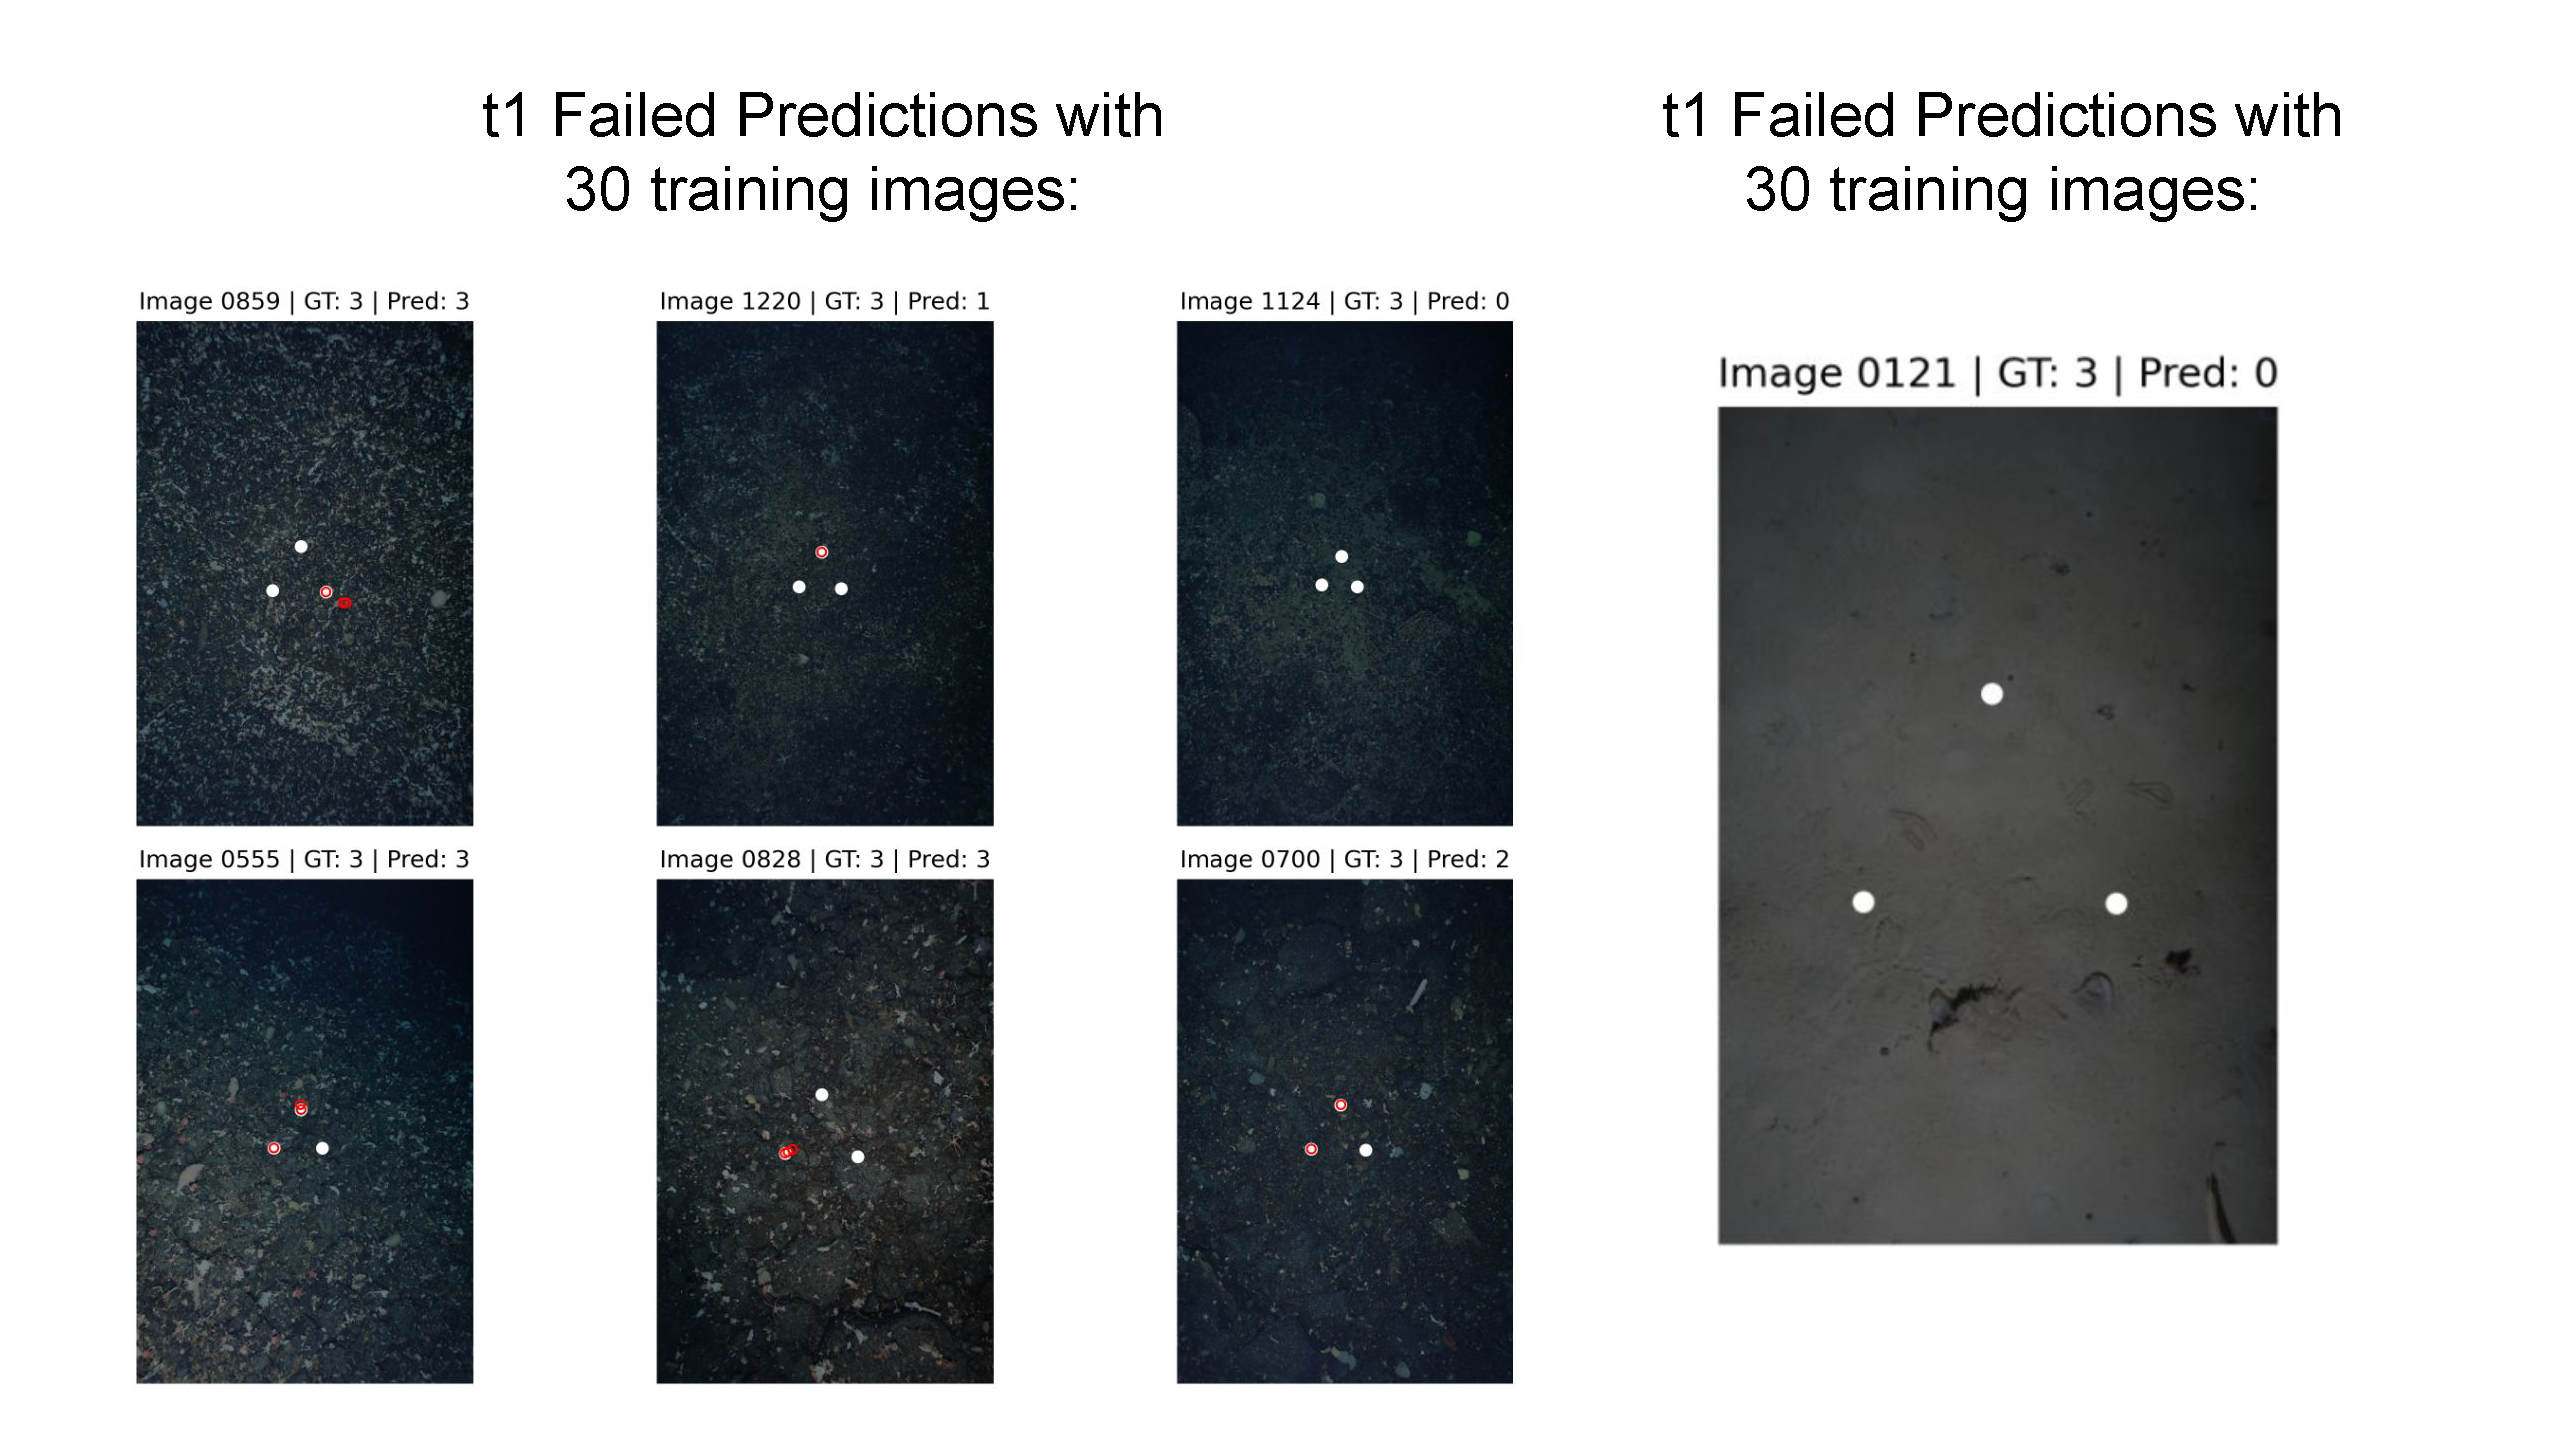 t1 Failed Predictions with
30 training images:
Image 0859 | GT: 3 | Pred: 3
Image 1220 | GT: 3 | Pred: 1
Image 1124 | GT: 3 | Pred: 0
Image 0555 | GT: 3 | Pred: 3
Image 0828 | GT: 3 | Pred: 3
Image 0700 | GT: 3 | Pred: 2
t1 Failed Predictions with
30 training images:
Image 0121 | GT: 3 | Pred: 0